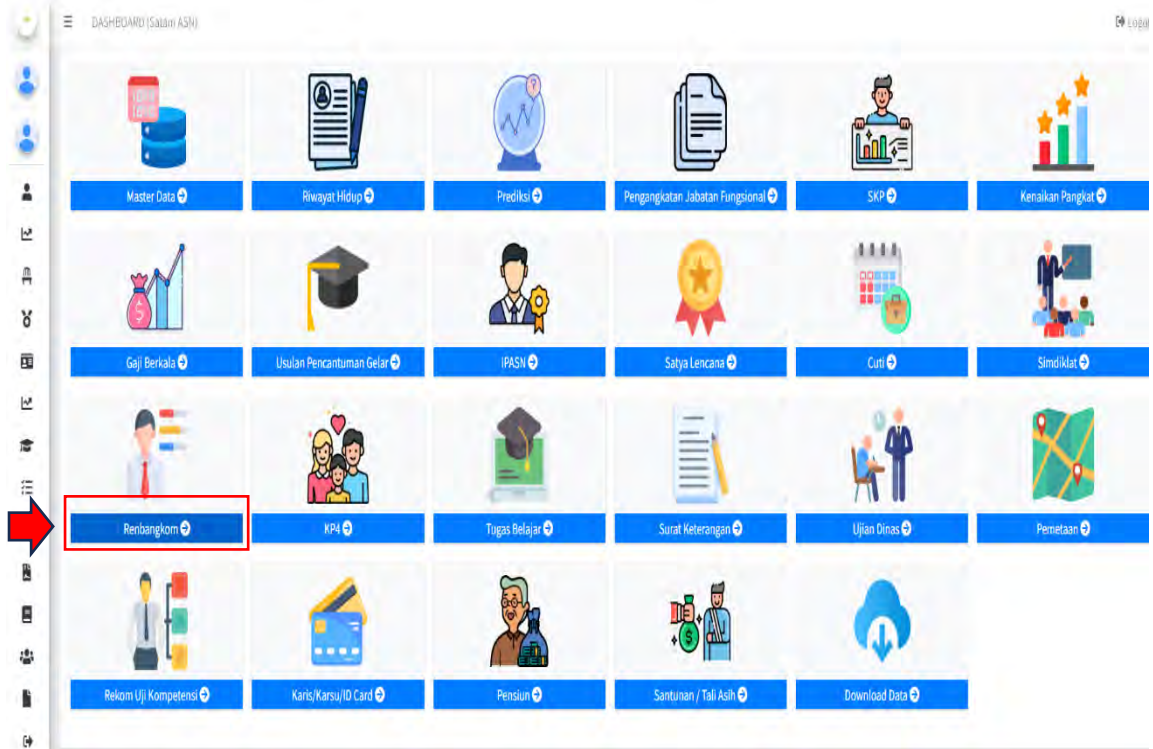 DASHBOARD (Salam ASN)
Master Data
Riwayat Hidup
Prediksi
Pengangkatan Jabatan Fungsional
SKP
Kenaikan Pangkat
Gaji Berkala
Usulan Pencantuman Gelar
IPASN
Satya Lencana
Cuti
Simdiklat
Renbangkom
KP4
Tugas Belajar
Surat Keterangan
Ujian Dinas
Pemetaan
Rekom Uji Kompetensi
Karis/Karsu/ID Card
Pensiun
Santunan / Tali Asih
Download Data